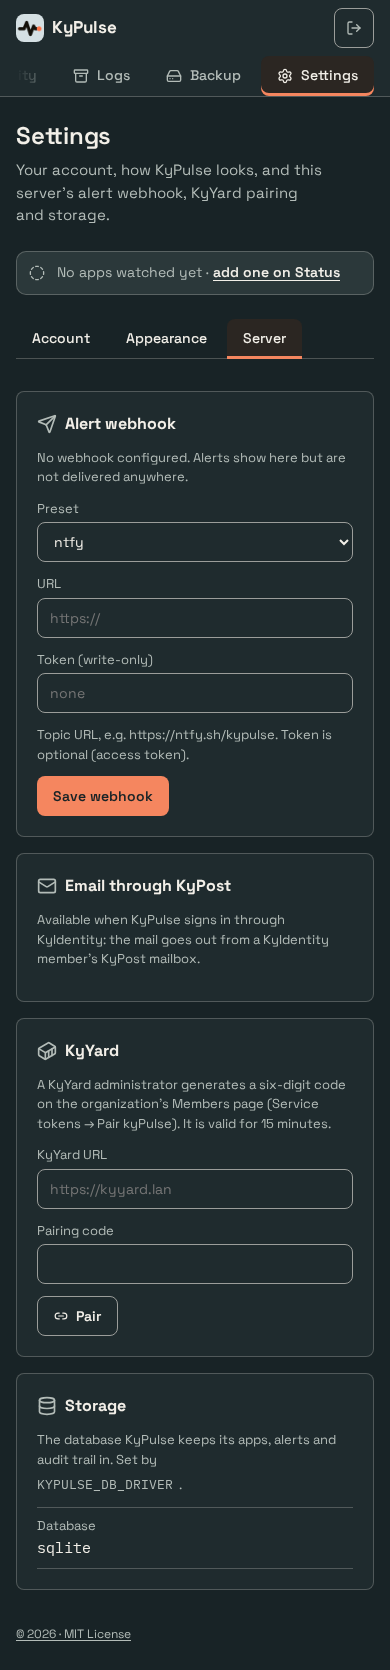 KyPulse
Logs
Backup
Settings
Settings
Your account, how KyPulse looks, and this
server's alert webhook, KyYard pairing
and storage.
No apps watched yet · add one on Status
Account
Appearance
Server
Alert webhook
No webhook configured. Alerts show here but are
not delivered anywhere.
Preset
ntfy
URL
https://
Token (write-only)
none
Topic URL, e.g. https://ntfy.sh/kypulse. Token is
optional (access token).
Save webhook
Email through KyPost
Available when KyPulse signs in through
KyIdentity: the mail goes out from a KyIdentity
member's KyPost mailbox.
KyYard
A KyYard administrator generates a six-digit code
on the organization's Members page (Service
tokens → Pair kyPulse). It is valid for 15 minutes.
KyYard URL
https://kyyard.lan
Pairing code
Pair
Storage
The database KyPulse keeps its apps, alerts and
audit trail in. Set by
KYPULSE_DB_DRIVER .
Database
sqlite
© 2026 · MIT License